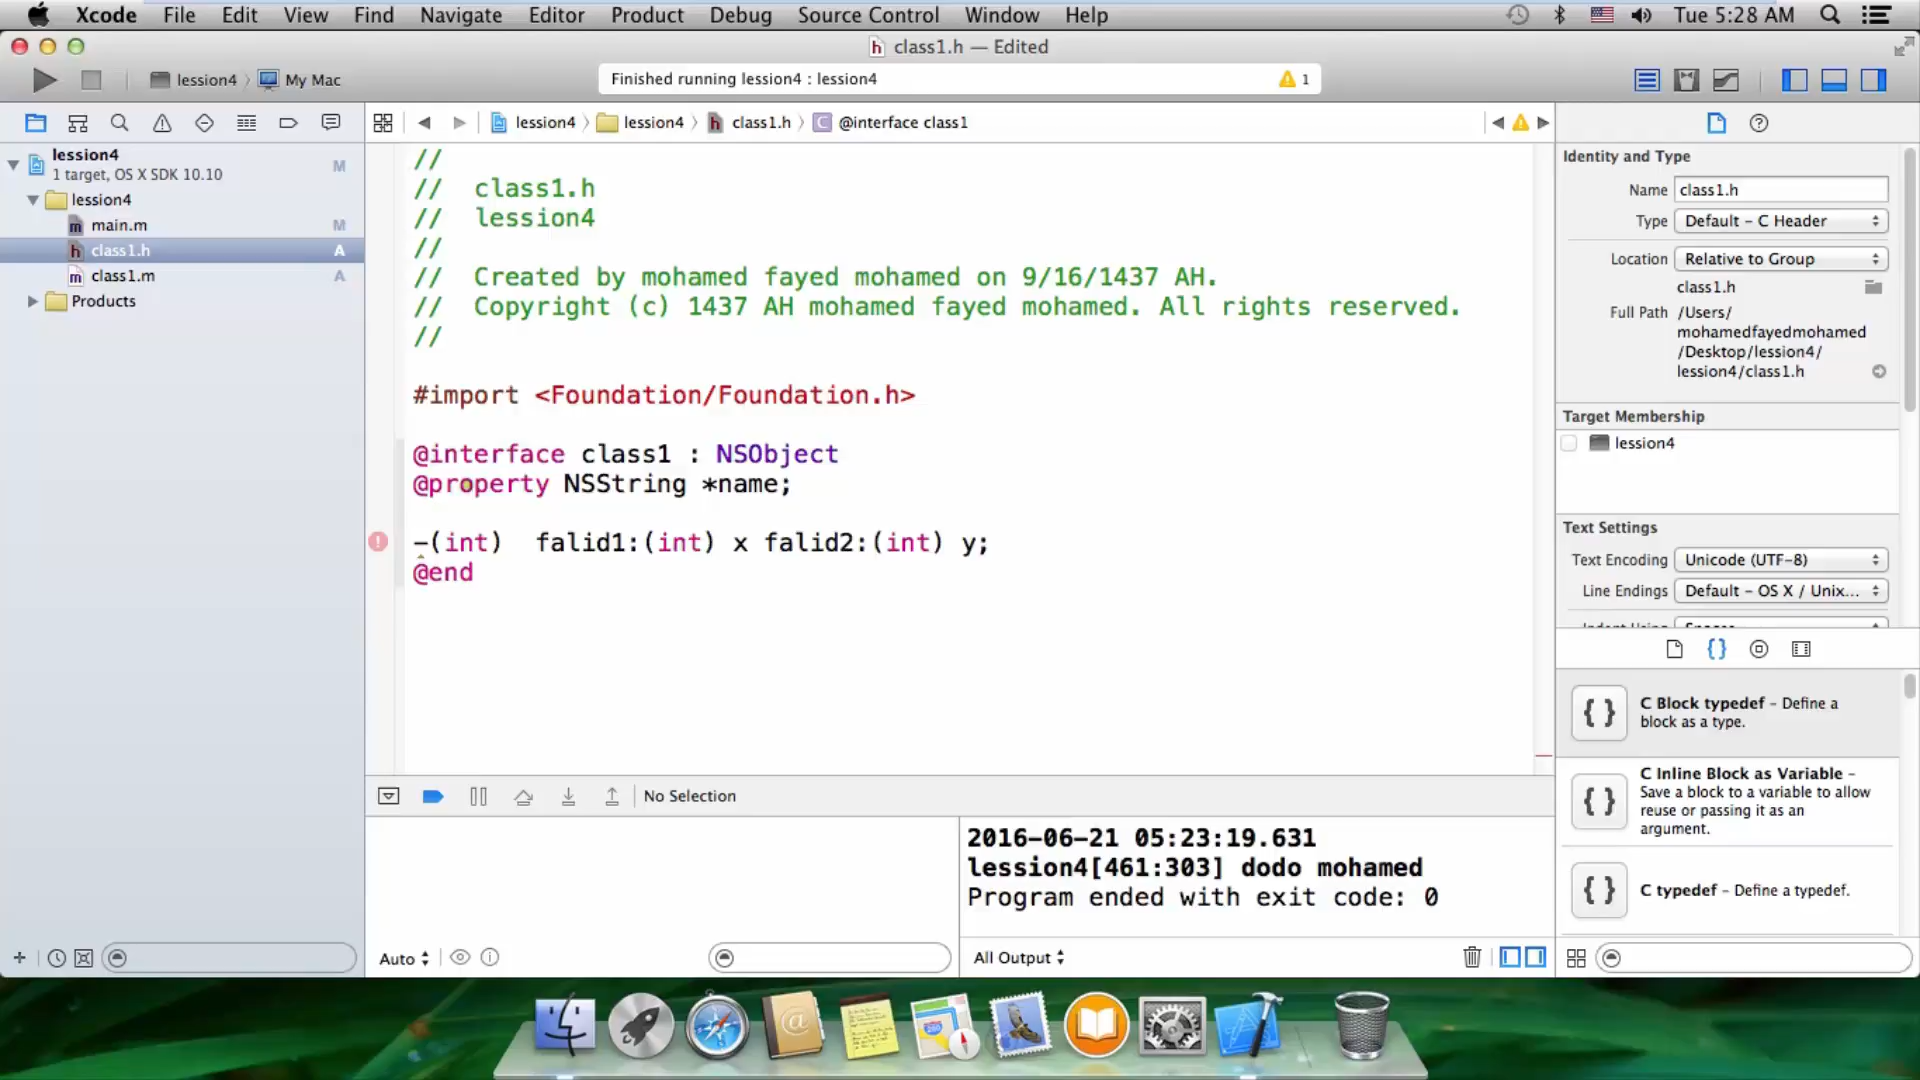 Xcode File Edit View Find Navigate Editor Product Debug Source Control Window Help Tue 5:28 AM
class1.h — Edited
lession4 My Mac Finished running lession4 : lession4 1
lession4 lession4 class1.h @interface class1
lession4
1 target, OS X SDK 10.10 M
lession4
main.m M
class1.h A
class1.m A
Products
//
// class1.h
// lession4
//
// Created by mohamed fayed mohamed on 9/16/1437 AH.
// Copyright (c) 1437 AH mohamed fayed mohamed. All rights reserved.
//
#import <Foundation/Foundation.h>
@interface class1 : NSObject
@property NSString *name;
-(int) falid1:(int) x falid2:(int) y;
@end
Identity and Type
Name class1.h
Type Default - C Header
Location Relative to Group
class1.h
Full Path /Users/
mohamedfayedmohamed
/Desktop/lession4/
lession4/class1.h
Target Membership
lession4
Text Settings
Text Encoding Unicode (UTF-8)
Line Endings Default - OS X / Unix...
{ } C Block typedef - Define a
block as a type.
{ } C Inline Block as Variable -
Save a block to a variable to allow
reuse or passing it as an
argument.
{ } C typedef - Define a typedef.
No Selection
2016-06-21 05:23:19.631
lession4[461:303] dodo mohamed
Program ended with exit code: 0
Auto
All Output